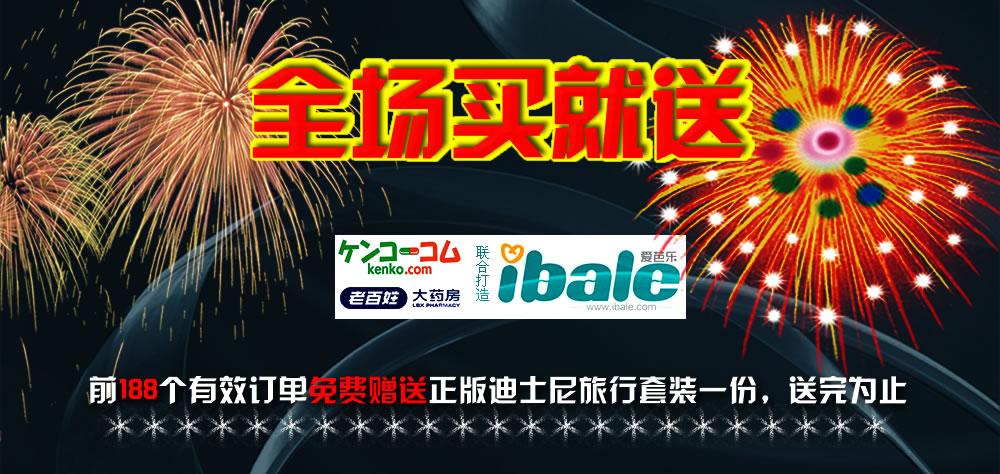 全场买就送
ケンコーコム
kenko.com
老百姓 大药房
LBX PHARMACY
联合打造
ibale
爱芭乐
www.ibale.com
前188个有效订单免费赠送正版迪士尼旅行套装一份，送完为止